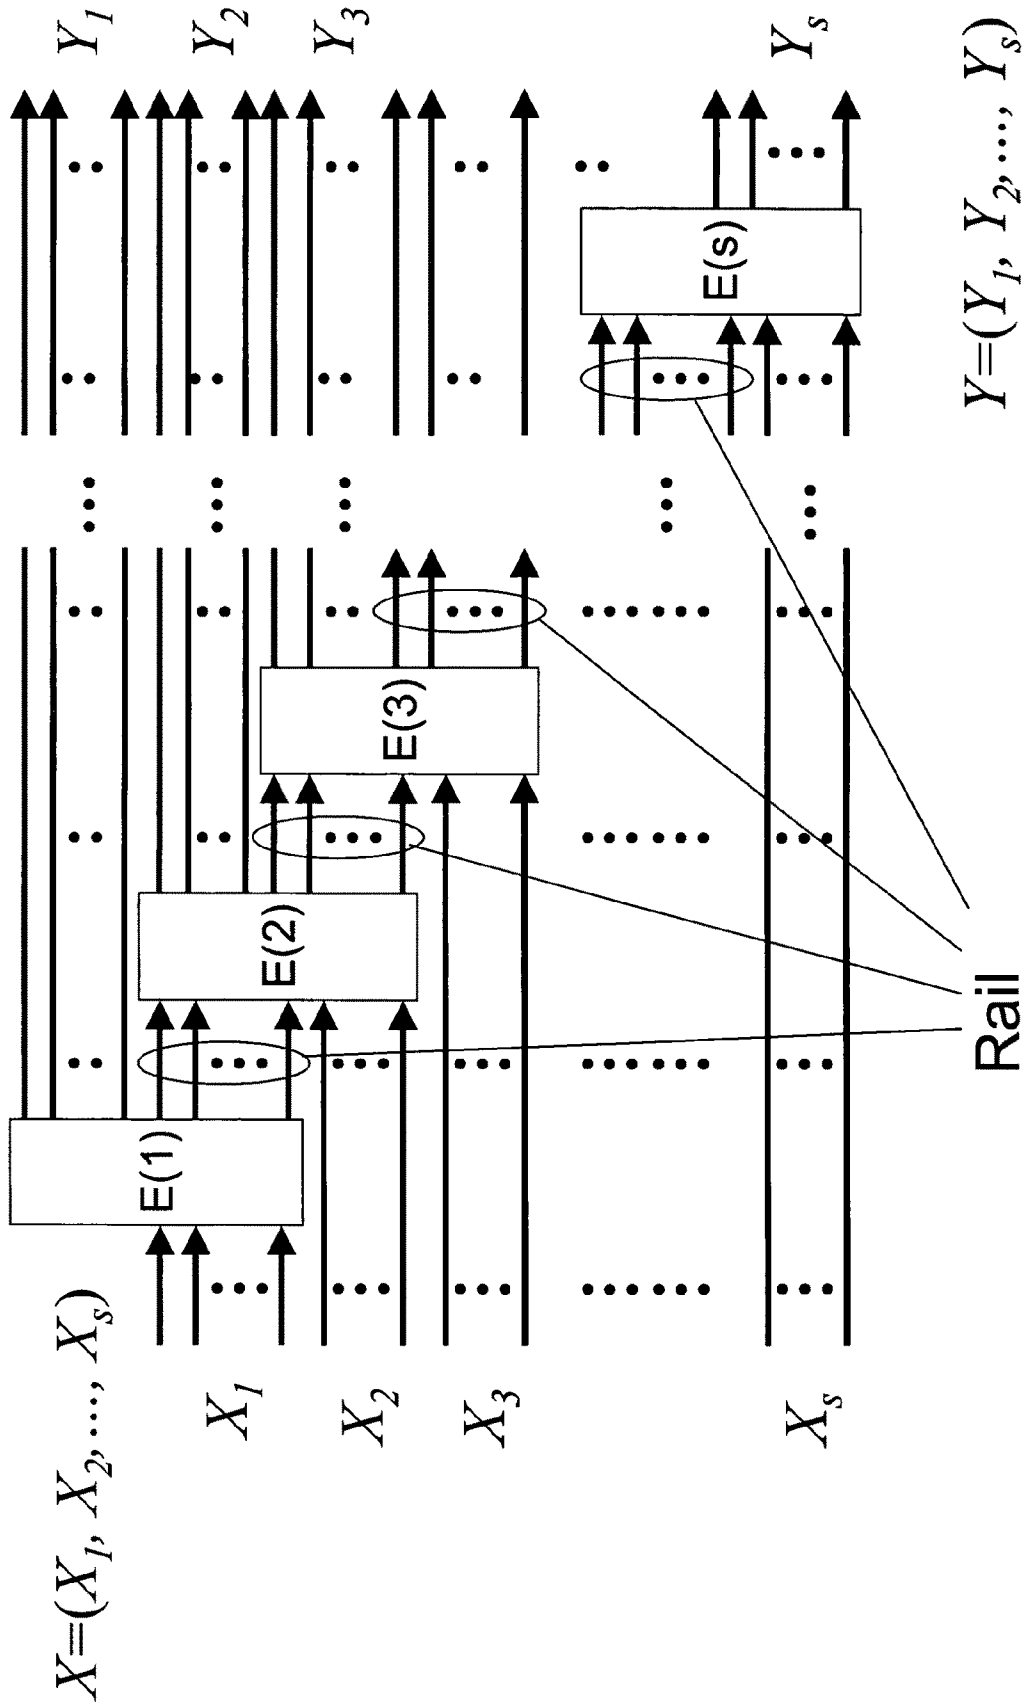 X=(X1, X2,..., Xs)
X1
X2
X3
Xs
E(1)
E(2)
E(3)
E(s)
Y1
Y2
Y3
Ys
Rail
Y=(Y1, Y2,..., Ys)